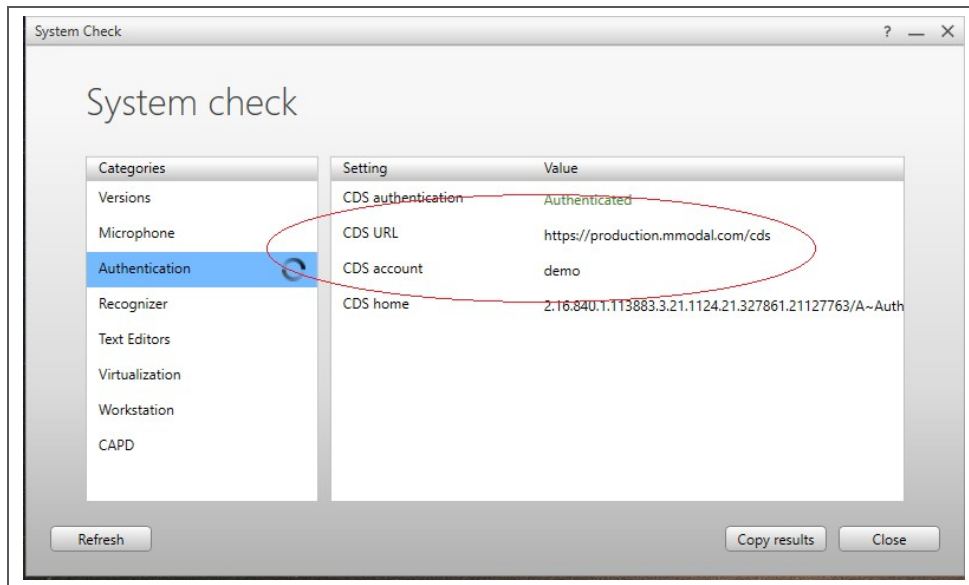 System Check
?
System check
Categories
Versions
Microphone
Authentication
Recognizer
Text Editors
Virtualization
Workstation
CAPD
Setting Value
CDS authentication Authenticated
CDS URL https://production.mmodal.com/cds
CDS account demo
CDS home 2.16.840.1.113883.3.21.1124.21.327861.21127763/A~Auth
Refresh
Copy results
Close